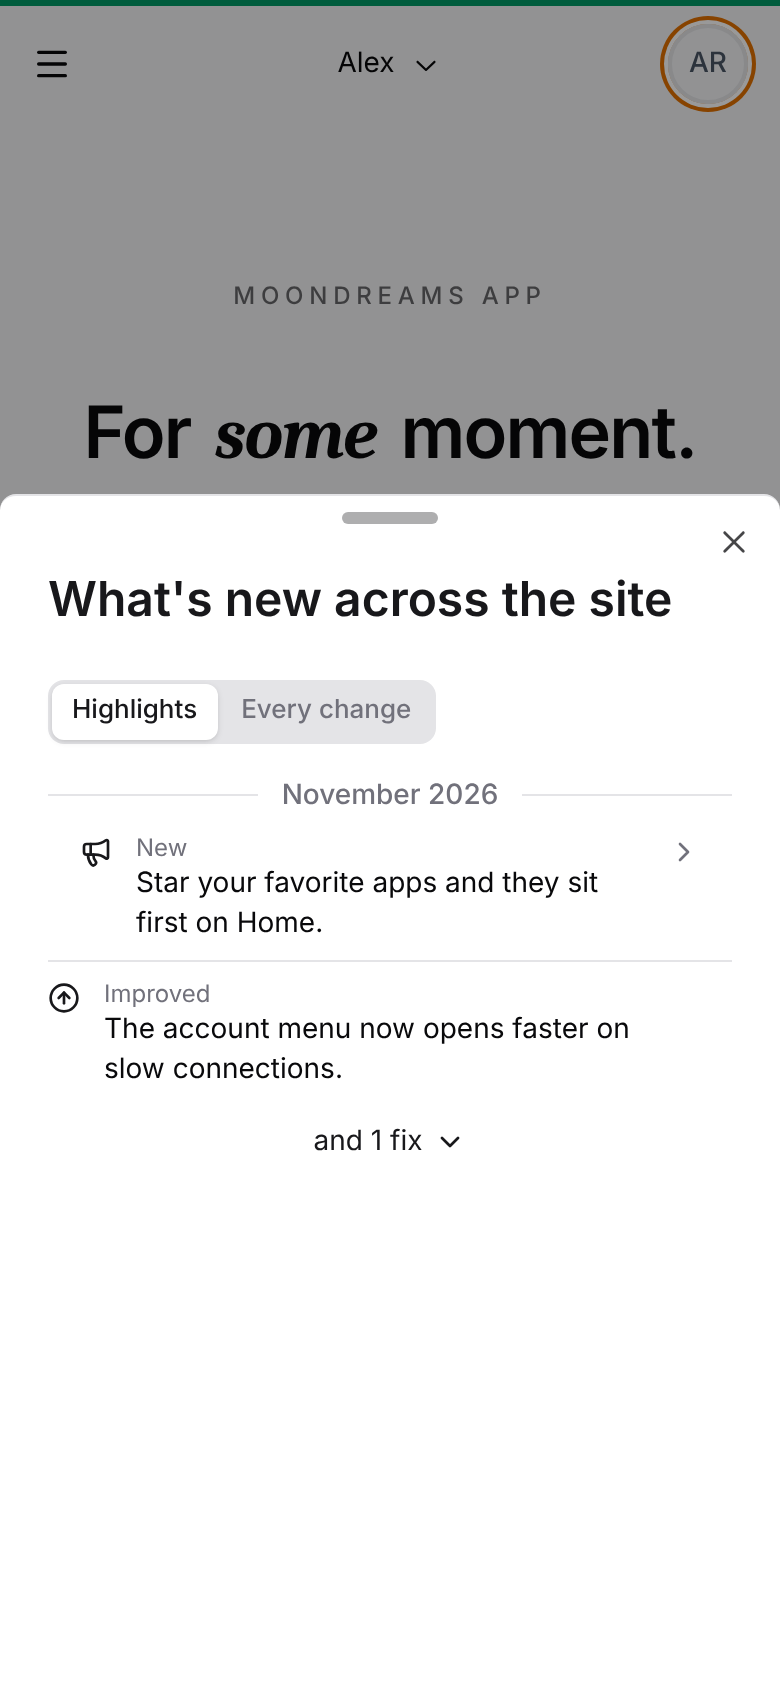 Alex
AR
MOONDREAMS APP
For some moment.
What's new across the site
Highlights
Every change
November 2026
New
Star your favorite apps and they sit
first on Home.
Improved
The account menu now opens faster on
slow connections.
and 1 fix